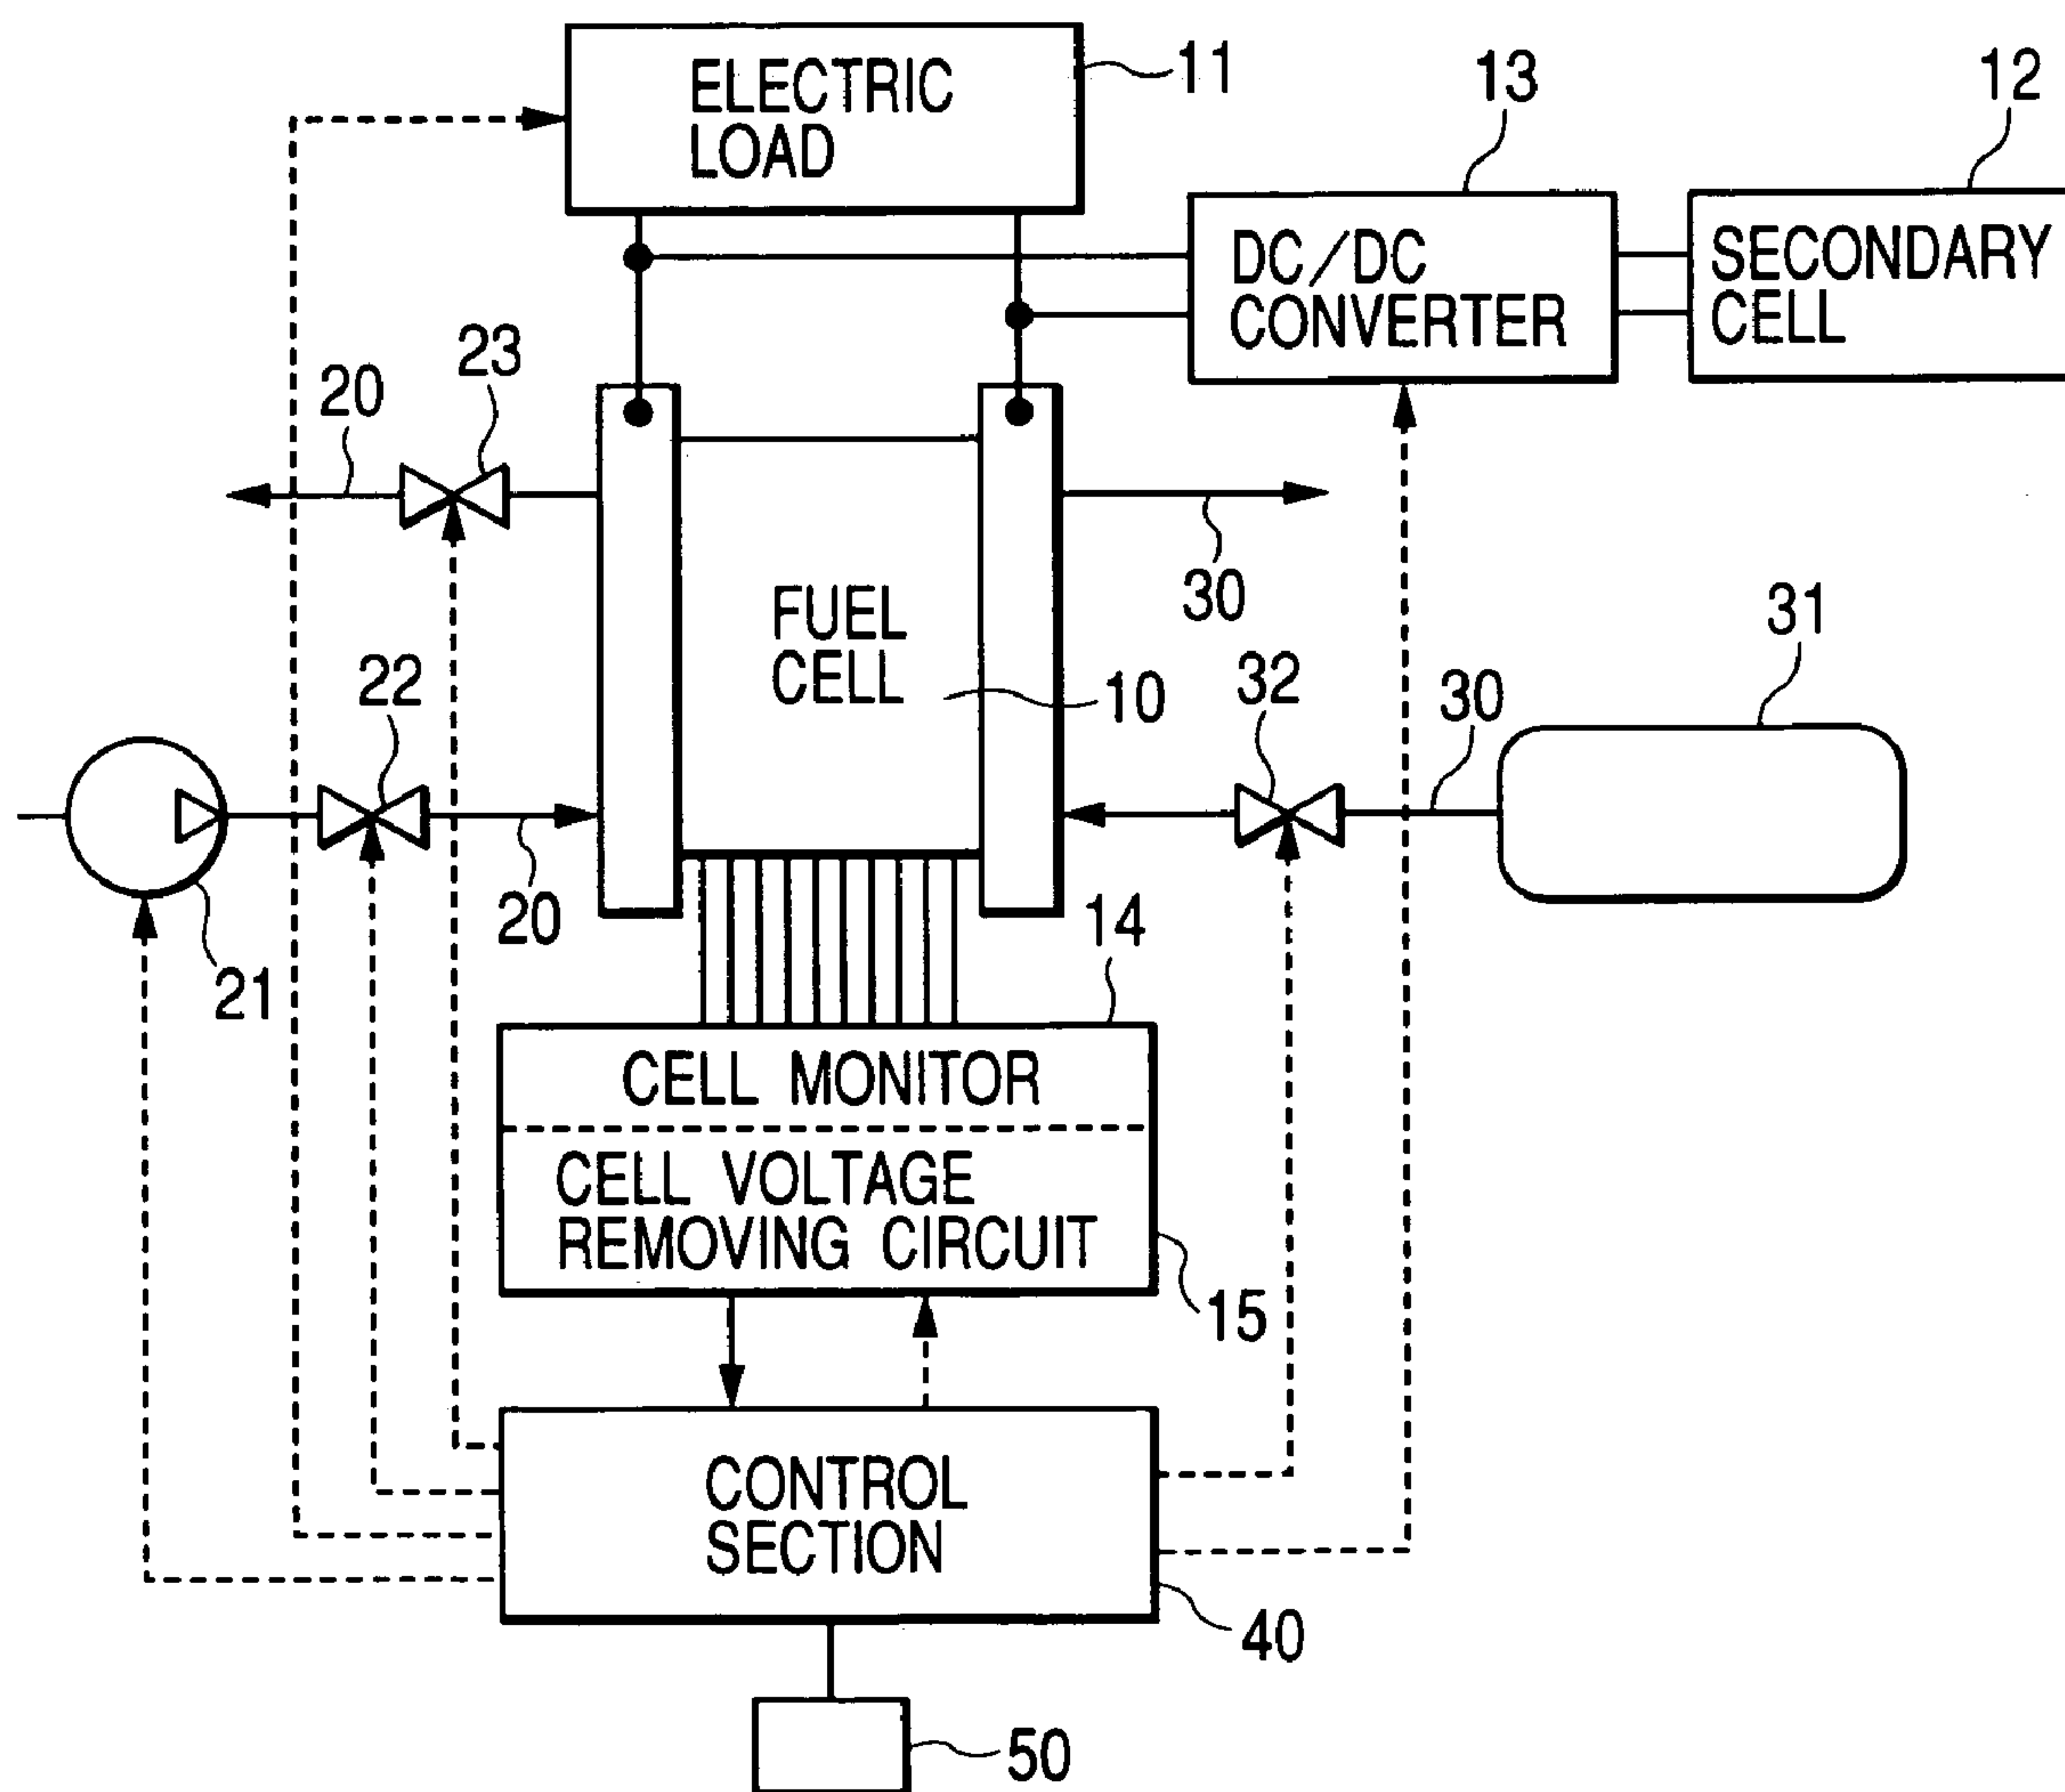 ELECTRIC
LOAD
11
13
12
DC/DC
CONVERTER
SECONDARY
CELL
23
20
30
FUEL
CELL
10
22
32
30
31
21
20
14
CELL MONITOR
CELL VOLTAGE
REMOVING CIRCUIT
15
CONTROL
SECTION
40
50